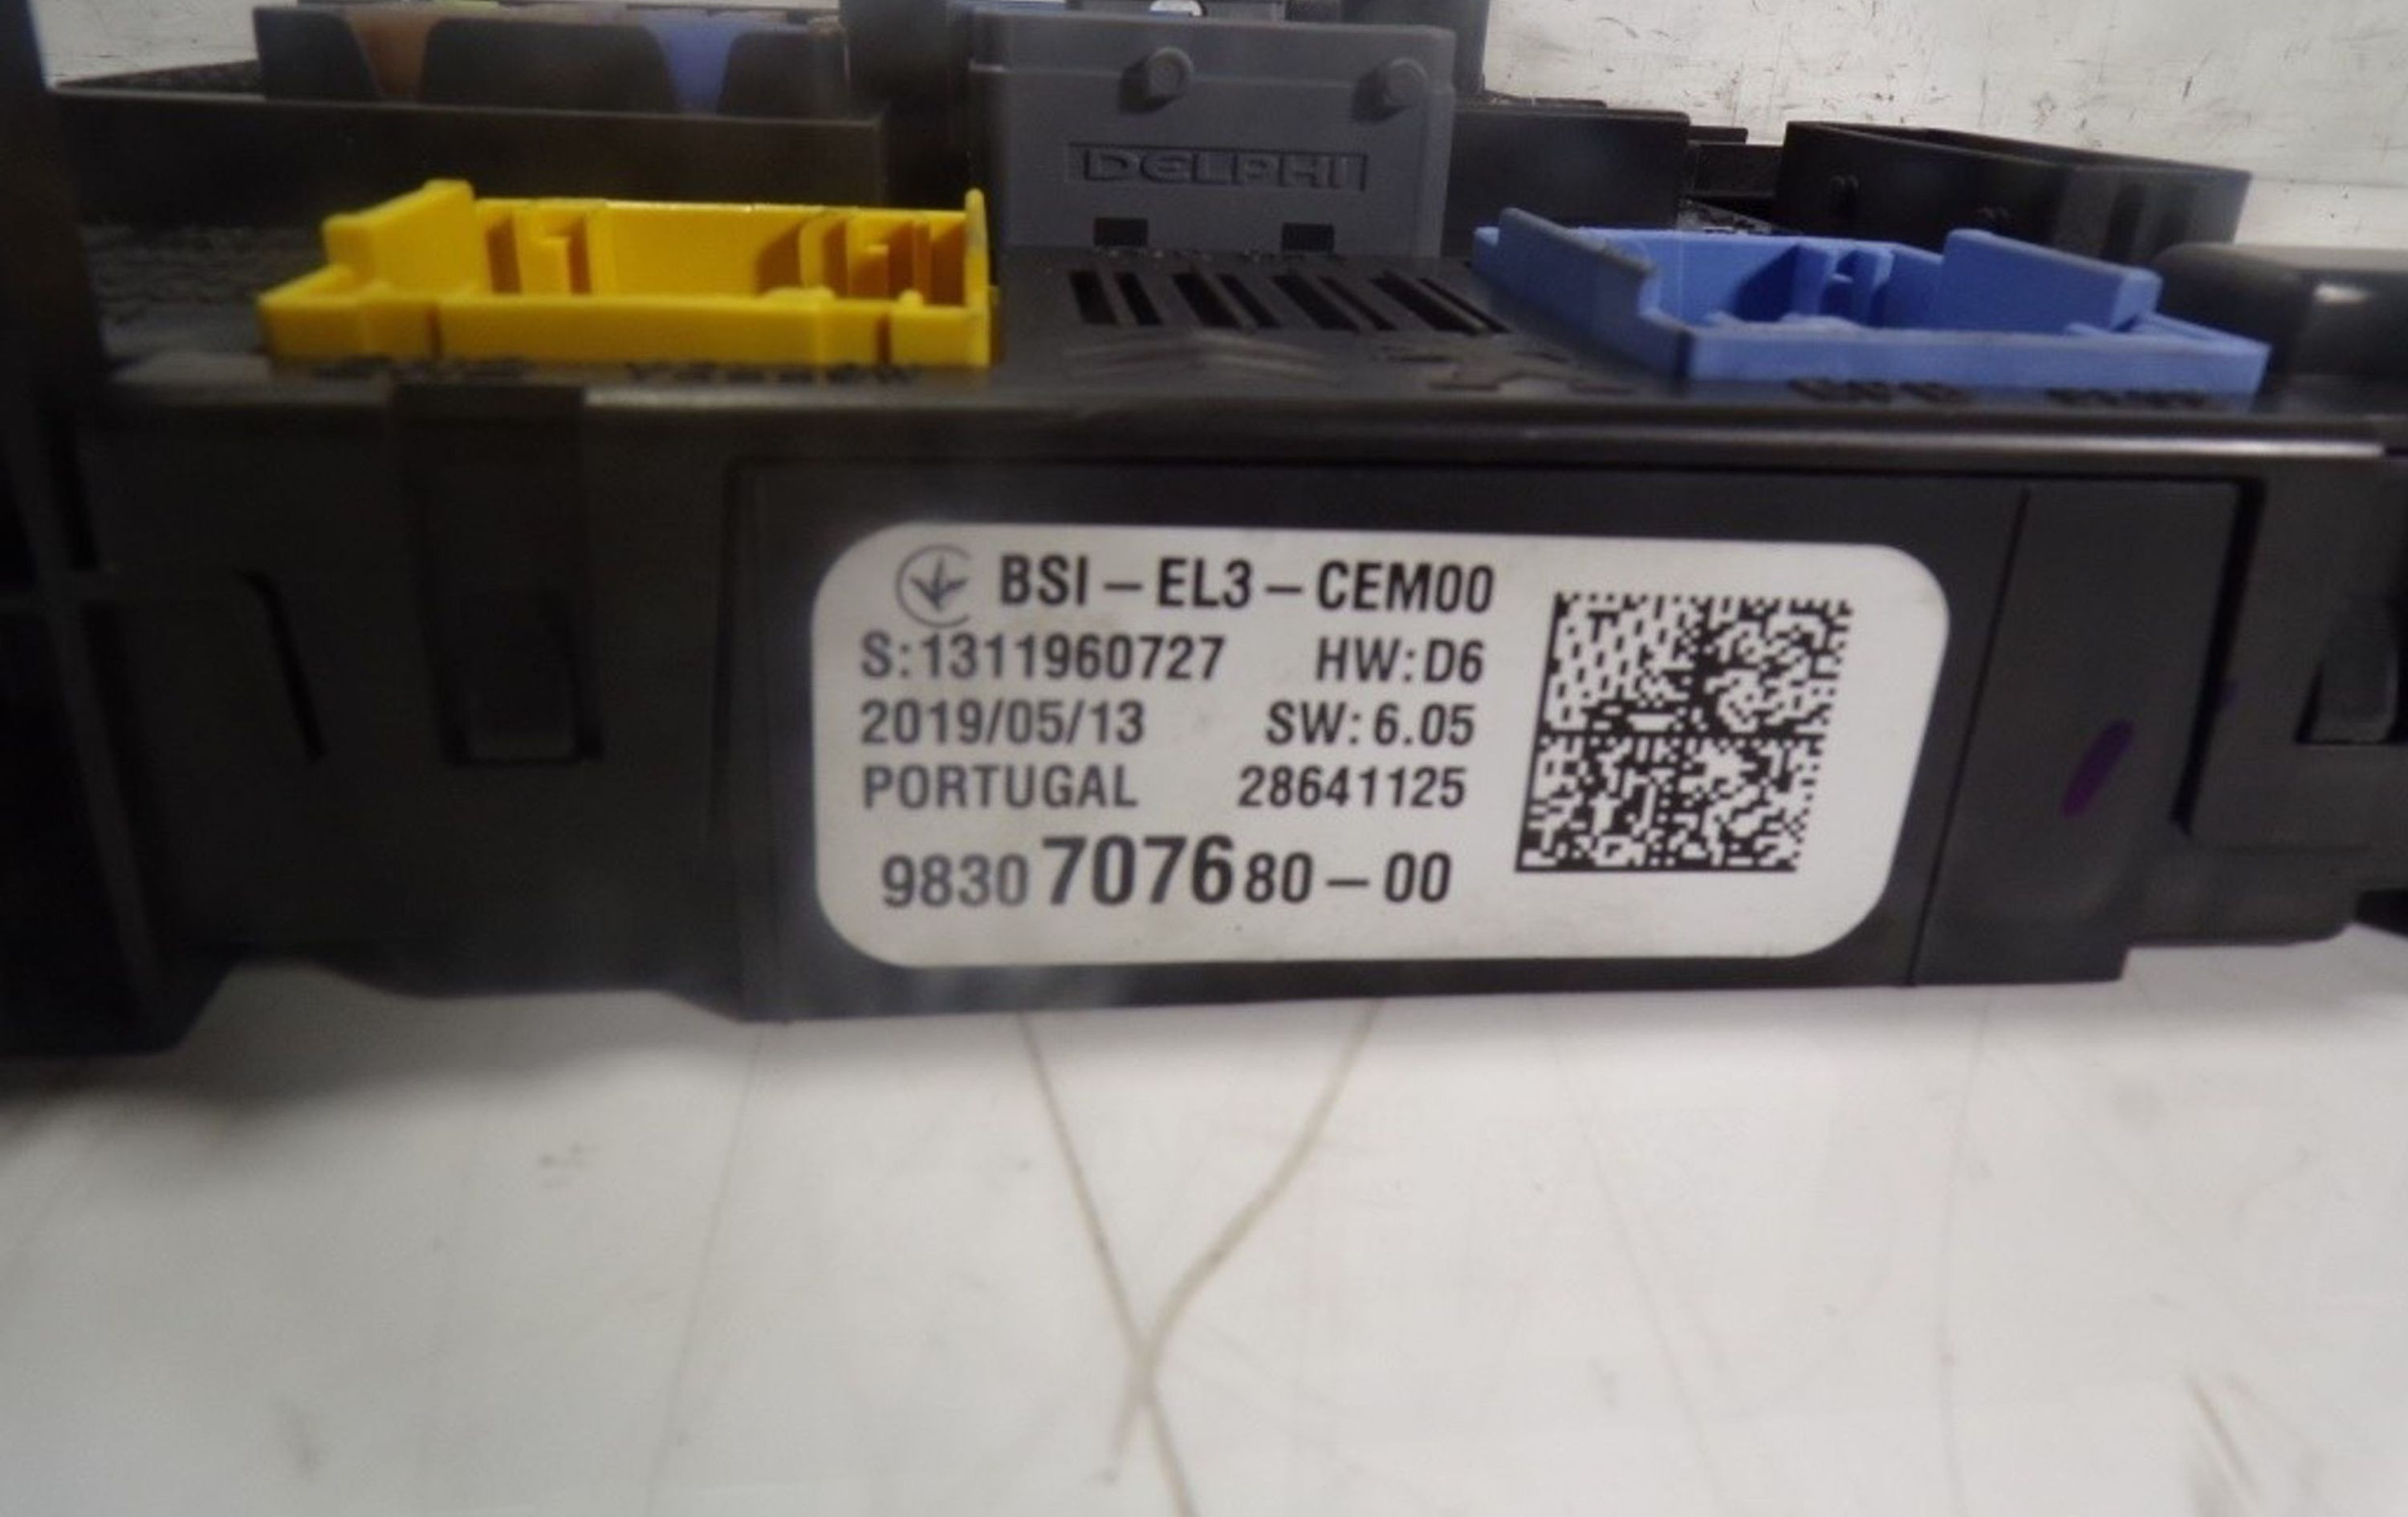 DELPHI
BSI-EL3-CEM00
S:1311960727 HW:D6
2019/05/13 SW:6.05
PORTUGAL 28641125
9830707680-00